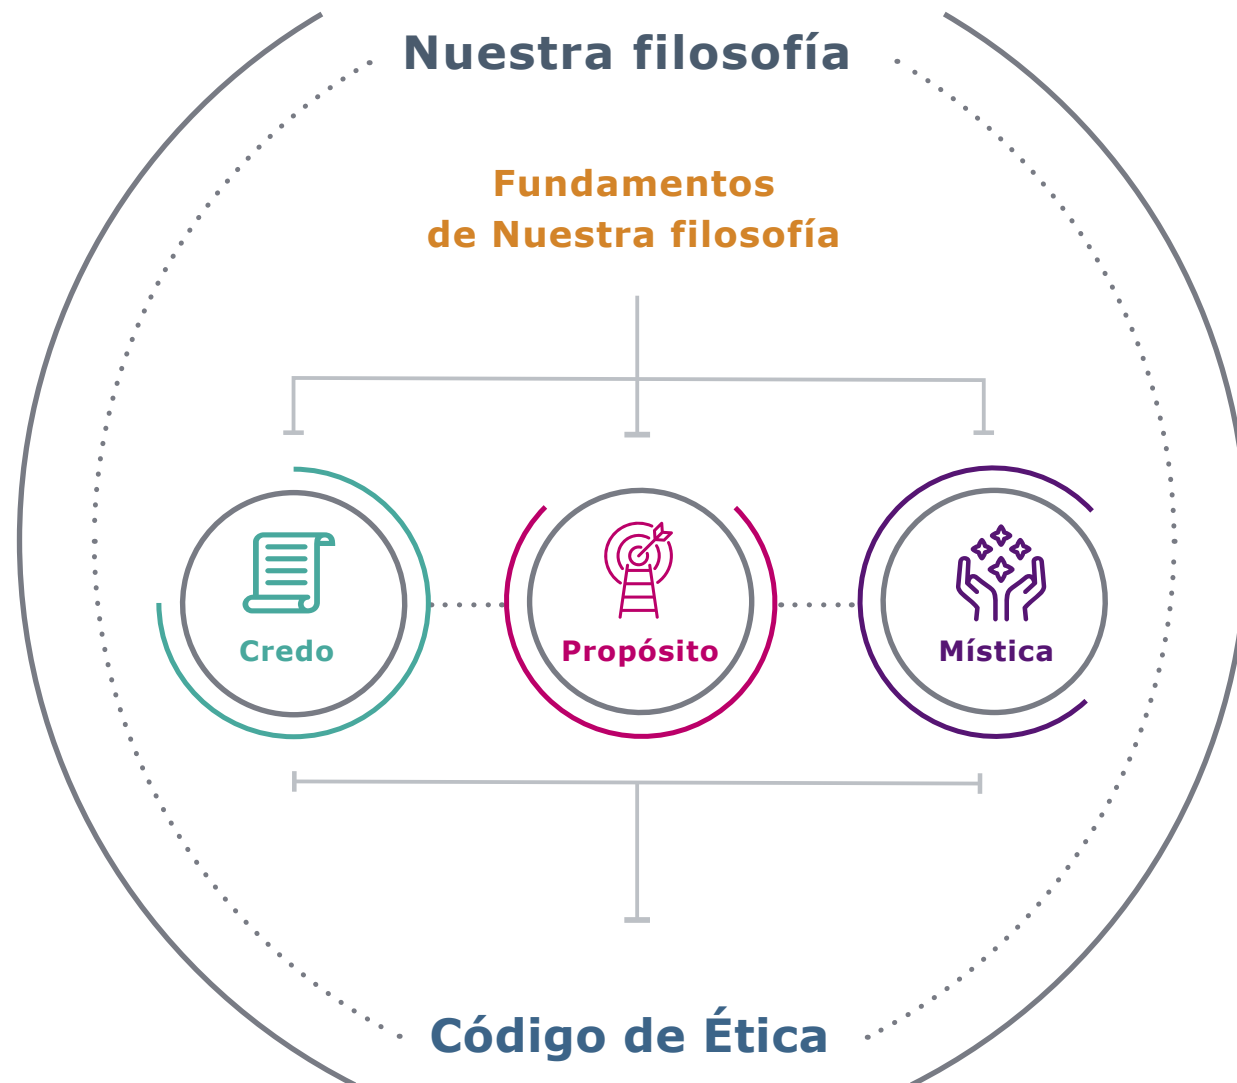 Nuestra filosofía
Fundamentos
de Nuestra filosofía
Credo
Propósito
Mística
Código de Ética